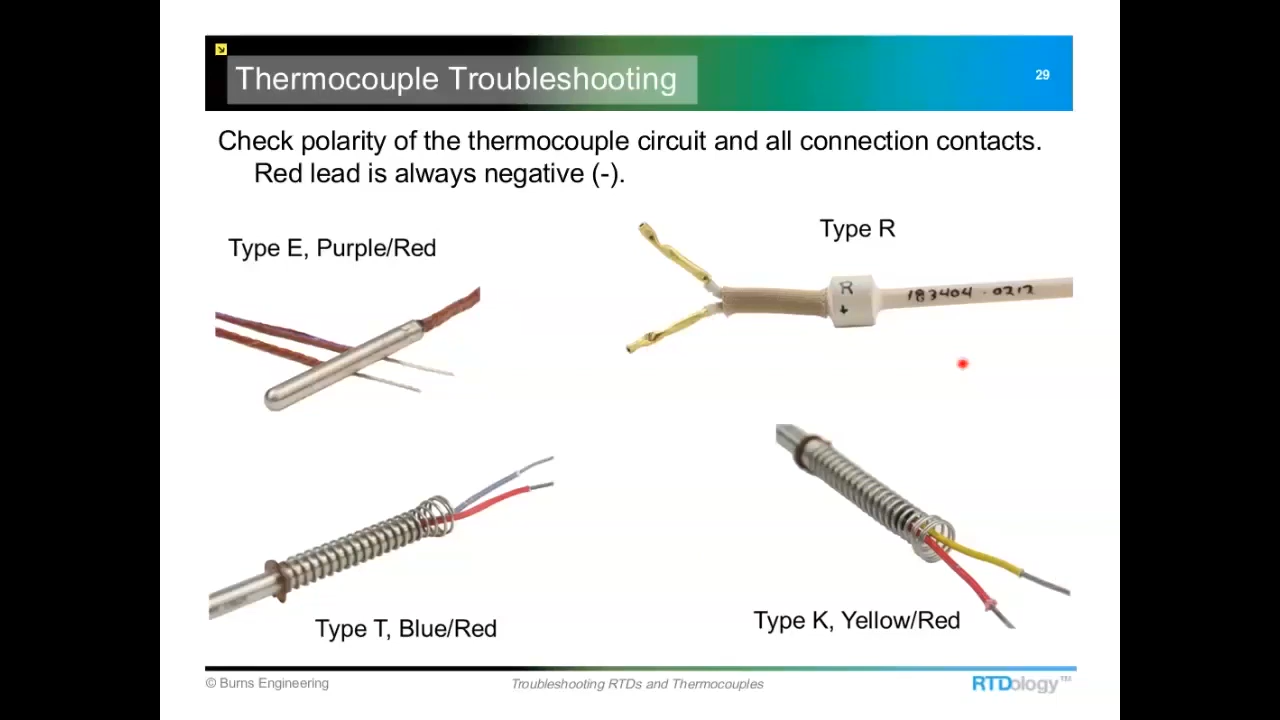 Thermocouple Troubleshooting
29
Check polarity of the thermocouple circuit and all connection contacts.
Red lead is always negative (-).
Type E, Purple/Red
Type R
R
+
183404-0212
Type T, Blue/Red
Type K, Yellow/Red
© Burns Engineering
Troubleshooting RTDs and Thermocouples
RTDology™